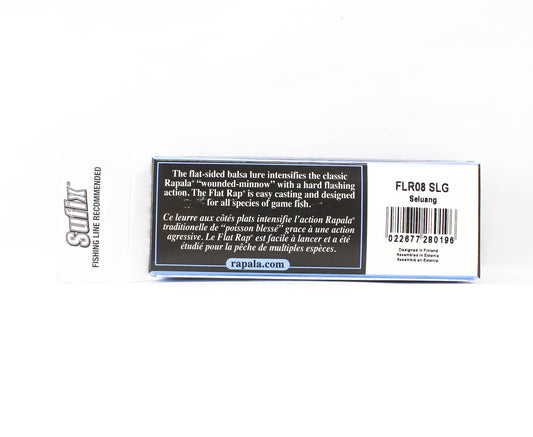 Sufix®
FISHING LINE RECOMMENDED
The flat-sided balsa lure intensifies the classic
Rapala® “wounded-minnow” with a hard flashing
action. The Flat Rap® is easy casting and designed
for all species of game fish.
Ce leurre aux côtés plats intensifie l'action Rapala®
traditionelle de “poisson blessé” grace à une action
agressive. Le Flat Rap® est facile à lancer et a été
étudié pour la pêche de multiples espèces.
rapala.com
FLR08 SLG
Seluang
022677 280196
Designed in Finland
Assembled in Estonia
Assemblé en Estonie